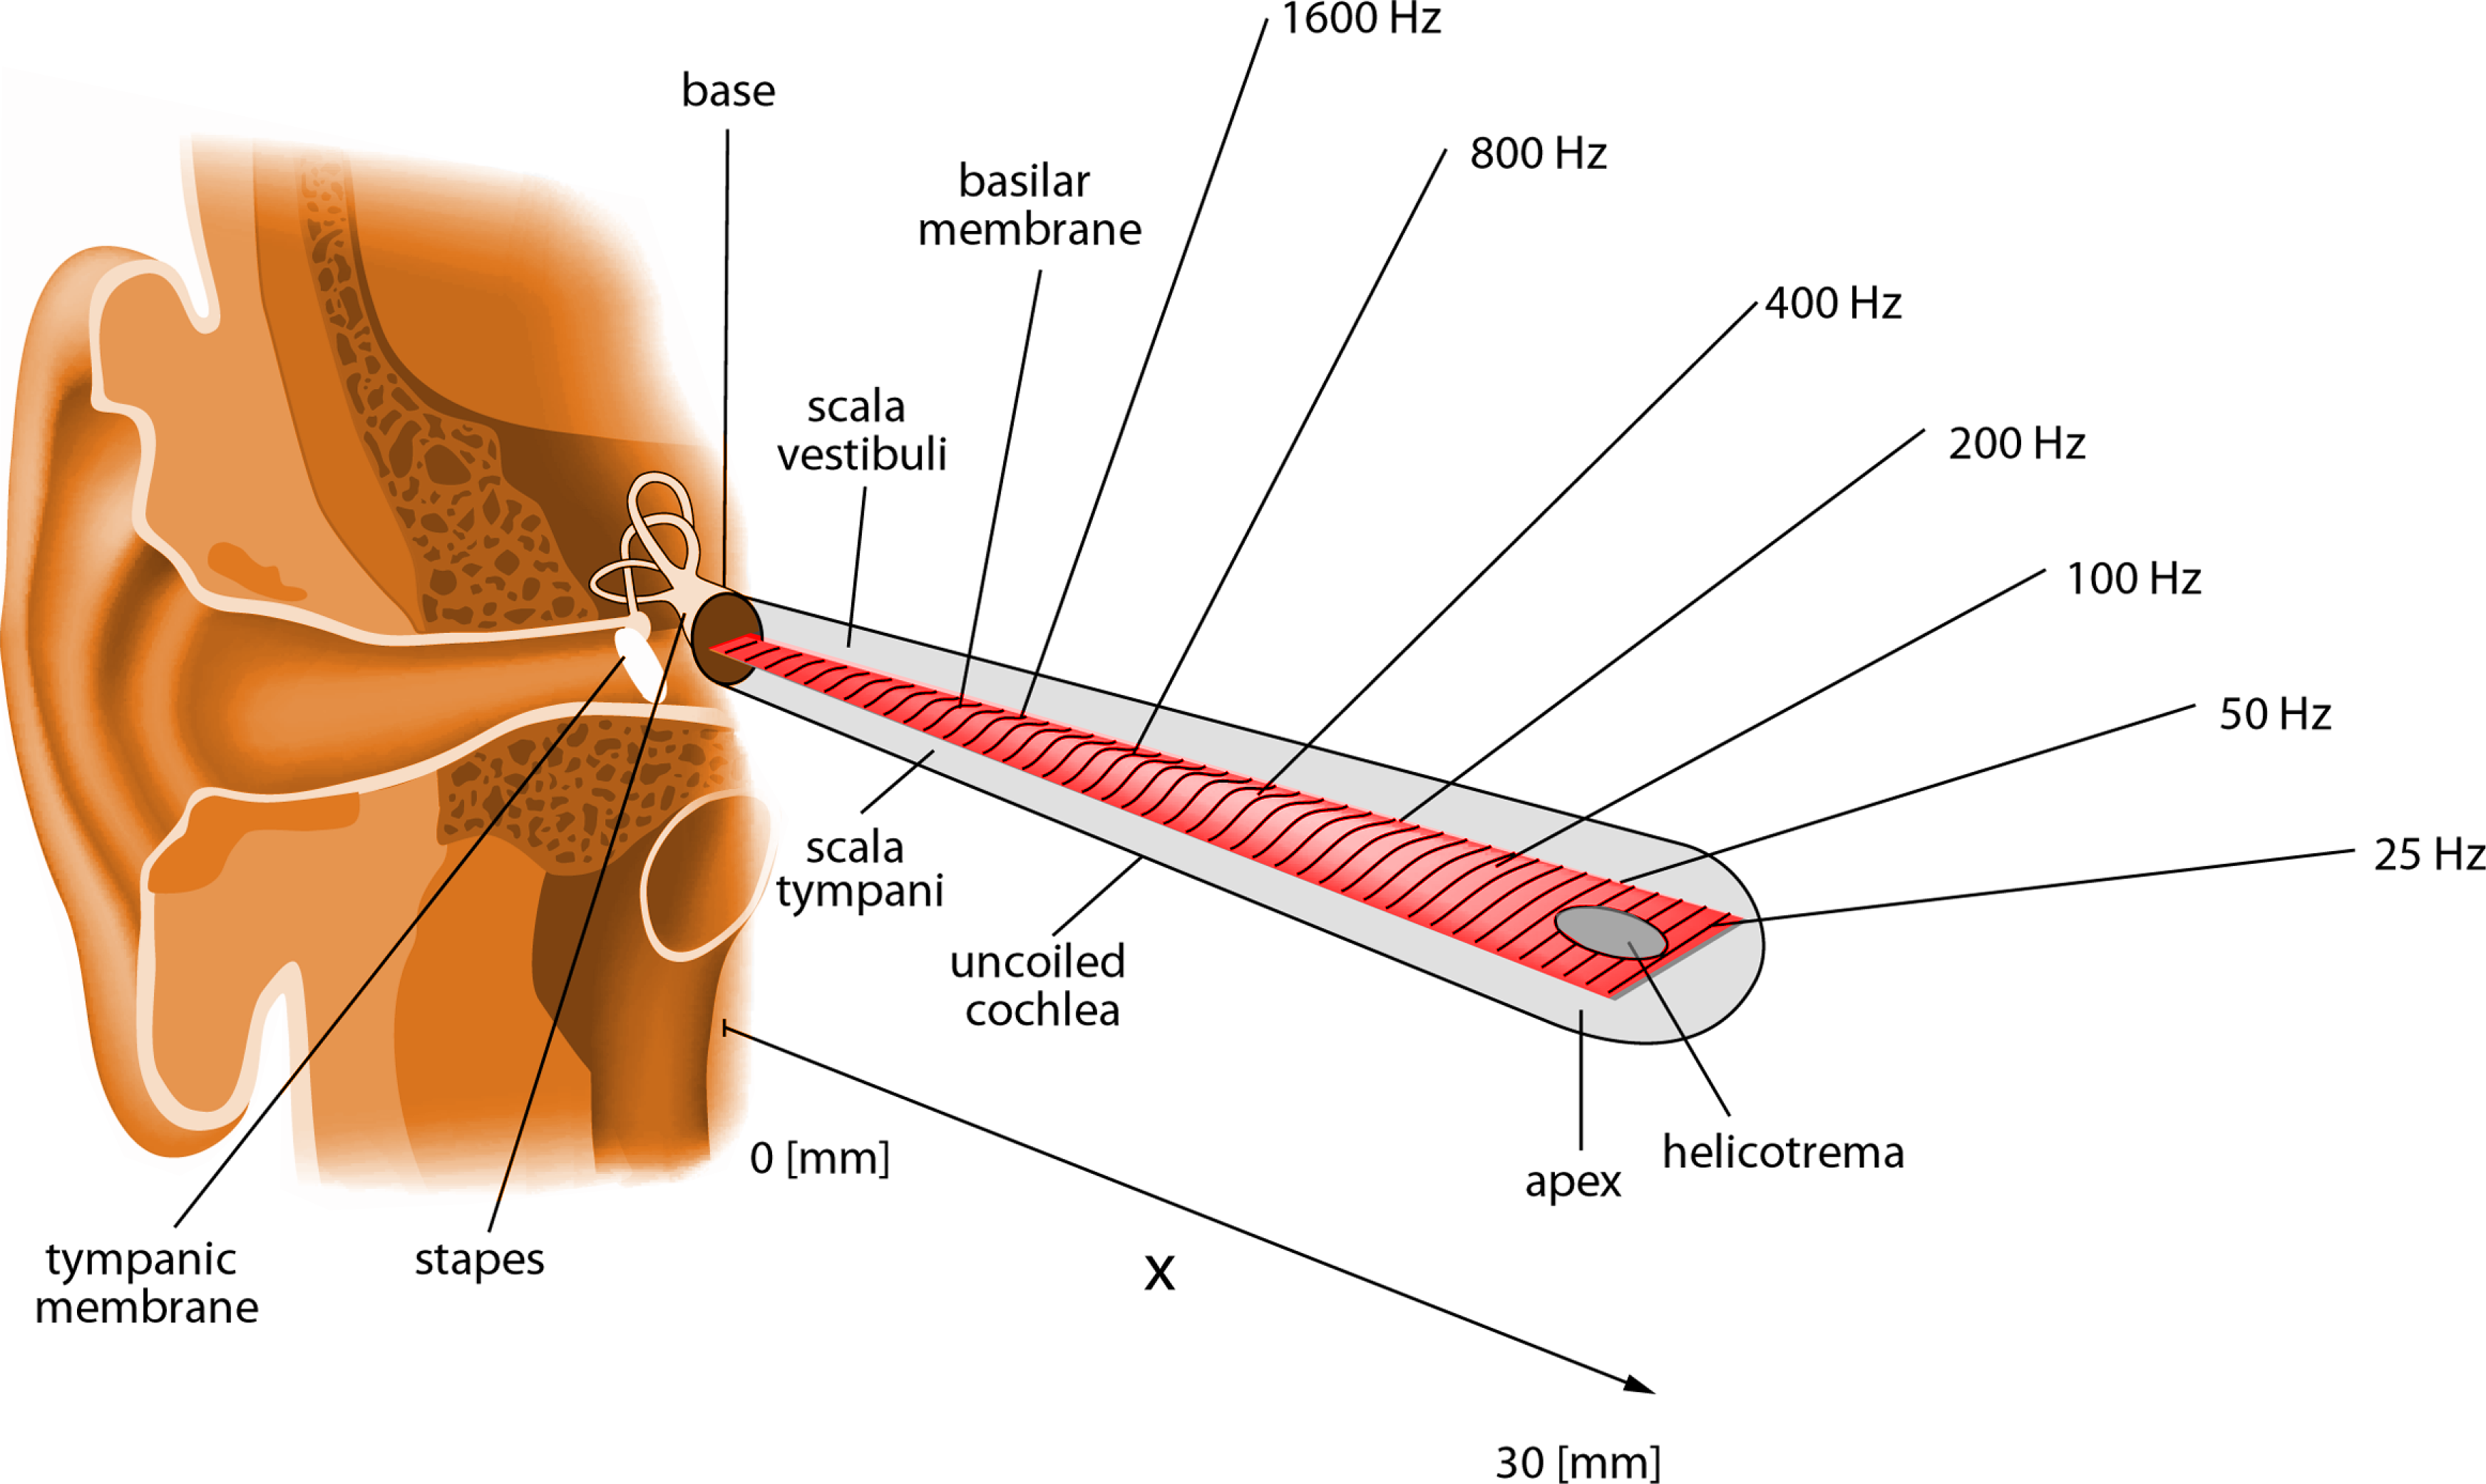 1600 Hz
base
800 Hz
basilar
membrane
400 Hz
scala
vestibuli
200 Hz
100 Hz
50 Hz
25 Hz
scala
tympani
uncoiled
cochlea
0 [mm]
helicotrema
apex
tympanic
membrane
stapes
x
30 [mm]